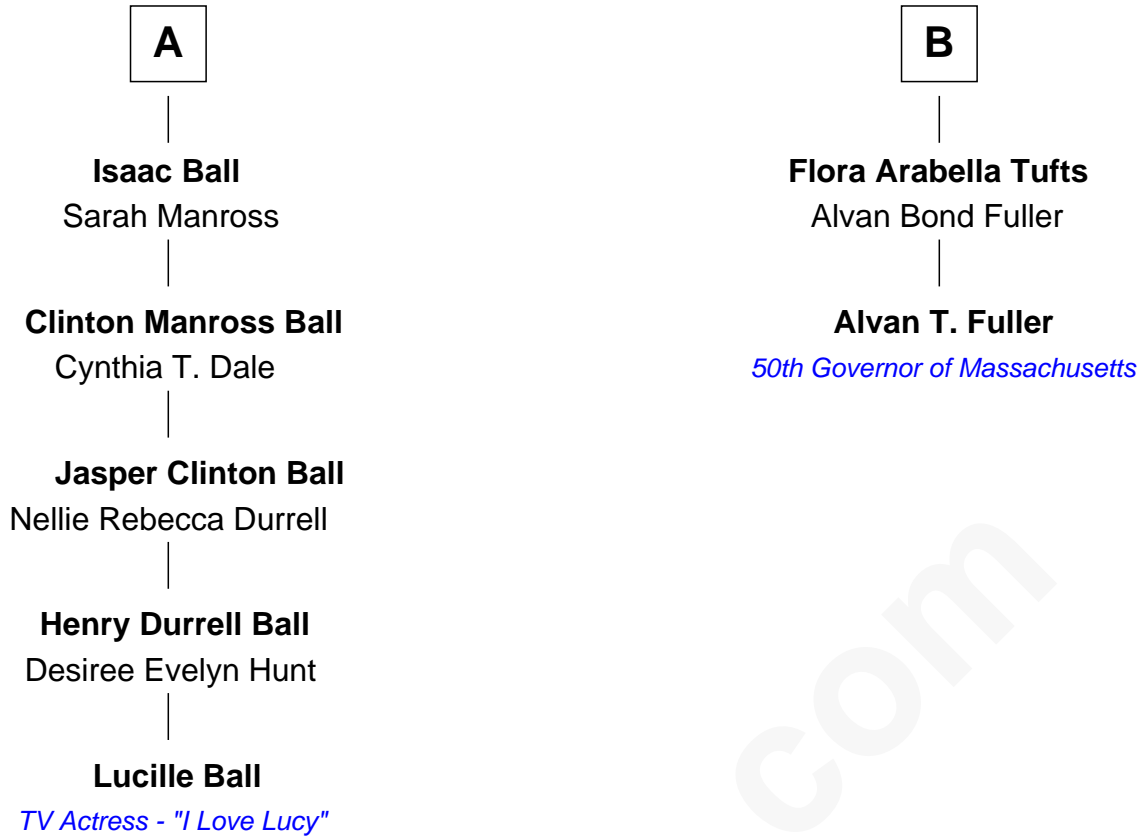 A
Isaac Ball
Sarah Manross
Clinton Manross Ball
Cynthia T. Dale
Jasper Clinton Ball
Nellie Rebecca Durrell
Henry Durrell Ball
Desiree Evelyn Hunt
Lucille Ball
TV Actress - "I Love Lucy"
B
Flora Arabella Tufts
Alvan Bond Fuller
Alvan T. Fuller
50th Governor of Massachusetts
com